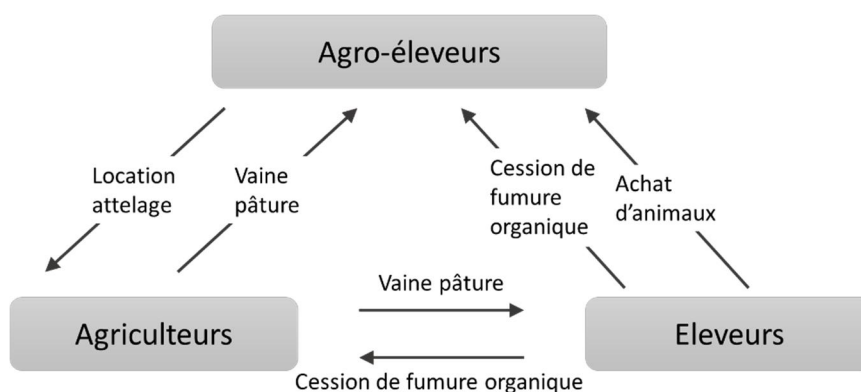 Agro-éleveurs
Location
attelage
Vaine
pâture
Cession de
fumure
organique
Achat
d'animaux
Vaine pâture
Agriculteurs
Eleveurs
Cession de fumure organique